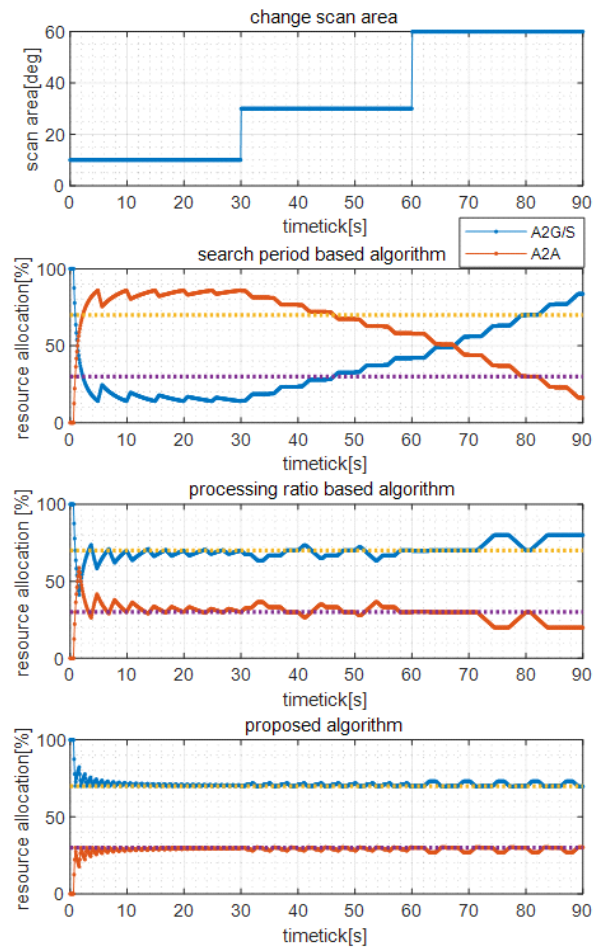 change scan area
scan area[deg]
60
40
20
0
0 10 20 30 40 50 60 70 80 90
timetick[s]
A2G/S
A2A
search period based algorithm
resource allocation[%]
100
50
0
0 10 20 30 40 50 60 70 80 90
timetick[s]
processing ratio based algorithm
resource allocation [%]
100
50
0
0 10 20 30 40 50 60 70 80 90
timetick[s]
proposed algorithm
resource allocation[%]
100
50
0
0 10 20 30 40 50 60 70 80 90
timetick[s]